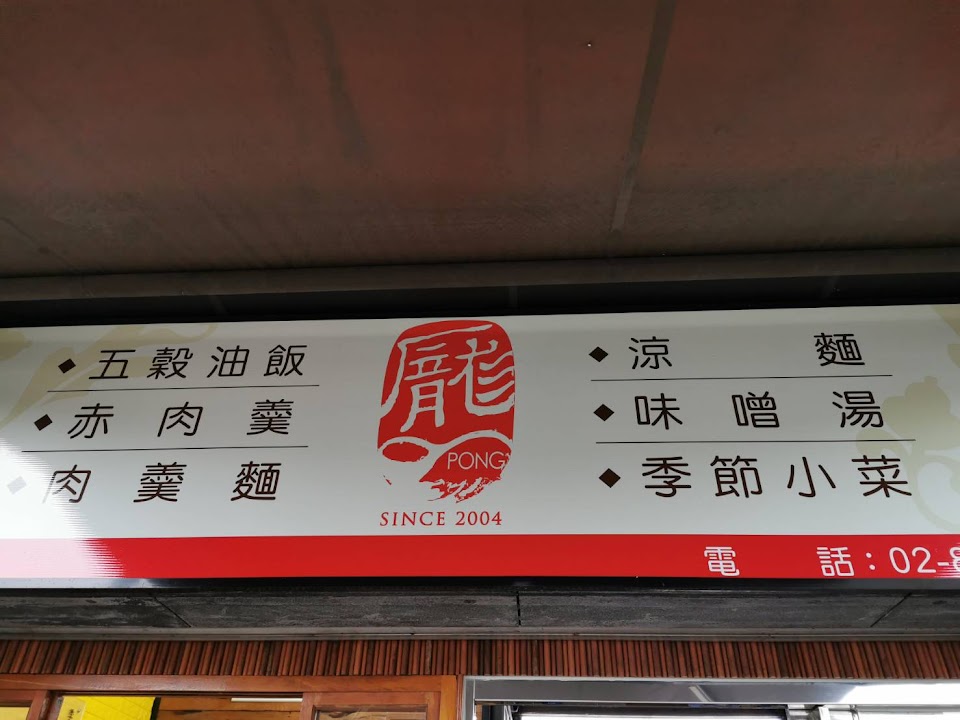 五穀油飯
赤肉羹
肉羹麵
龐
PONG
SINCE 2004
涼麵
味噌湯
季節小菜
電話：02-8